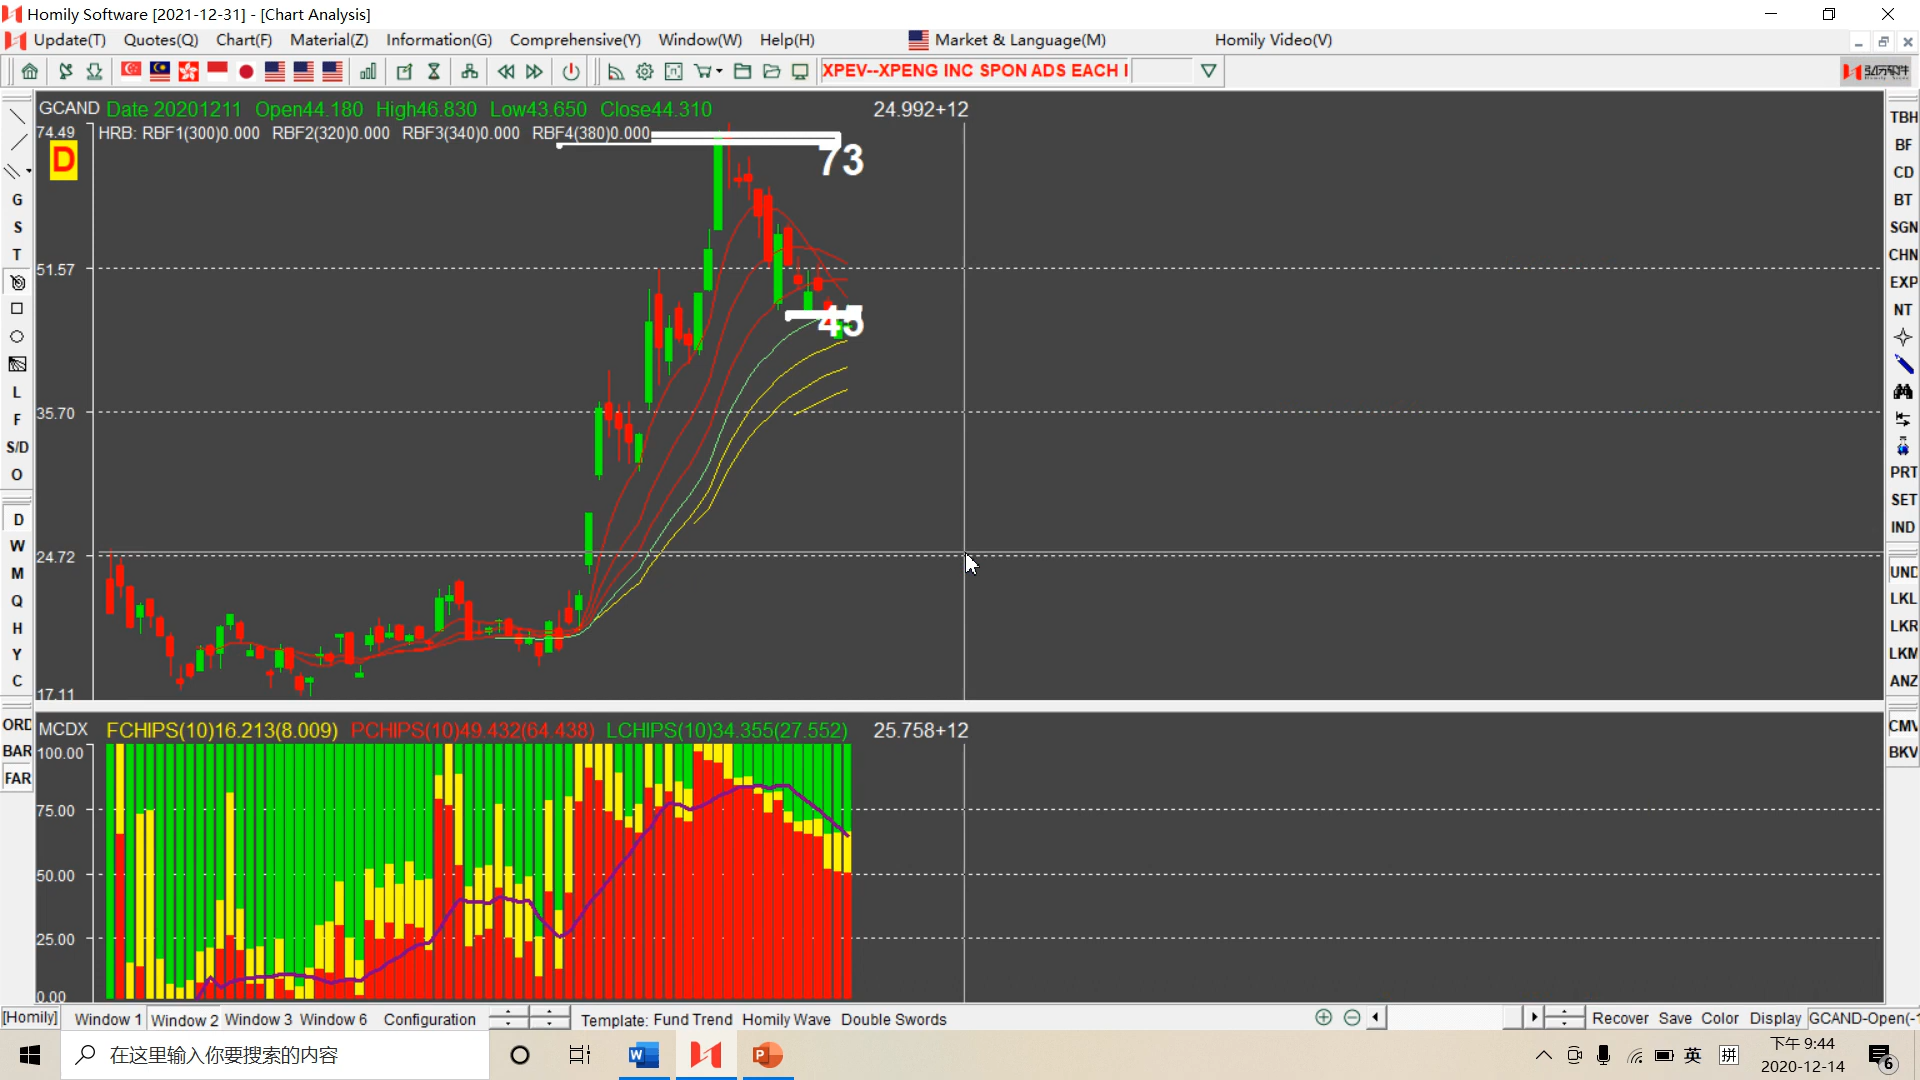 Homily Software [2021-12-31] - [Chart Analysis]
Update(T) Quotes(Q) Chart(F) Material(Z) Information(G) Comprehensive(Y) Window(W) Help(H) Market & Language(M) Homily Video(V)
XPEV--XPENG INC SPON ADS EACH I
弘历软件
GCAND Date 20201211 Open44.180 High46.830 Low43.650 Close44.310 24.992+12
HRB: RBF1(300)0.000 RBF2(320)0.000 RBF3(340)0.000 RBF4(380)0.000
74.49
D
73
51.57
45
35.70
24.72
17.11
MCDX FCHIPS(10)16.213(8.009) PCHIPS(10)49.432(64.438) LCHIPS(10)34.355(27.552) 25.758+12
100.00
75.00
50.00
25.00
0.00
G
S
T
L
F
S/D
O
D
W
M
Q
H
Y
C
ORD
BAR
FAR
TBH
BF
CD
BT
SGN
CHN
EXP
NT
PRT
SET
IND
UND
LKL
LKR
LKM
ANZ
CMV
BKV
[Homily] Window 1 Window 2 Window 3 Window 6 Configuration Template: Fund Trend Homily Wave Double Swords Recover Save Color Display GCAND-Open(-1
在这里输入你要搜索的内容
英 拼
下午 9:44
2020-12-14
6